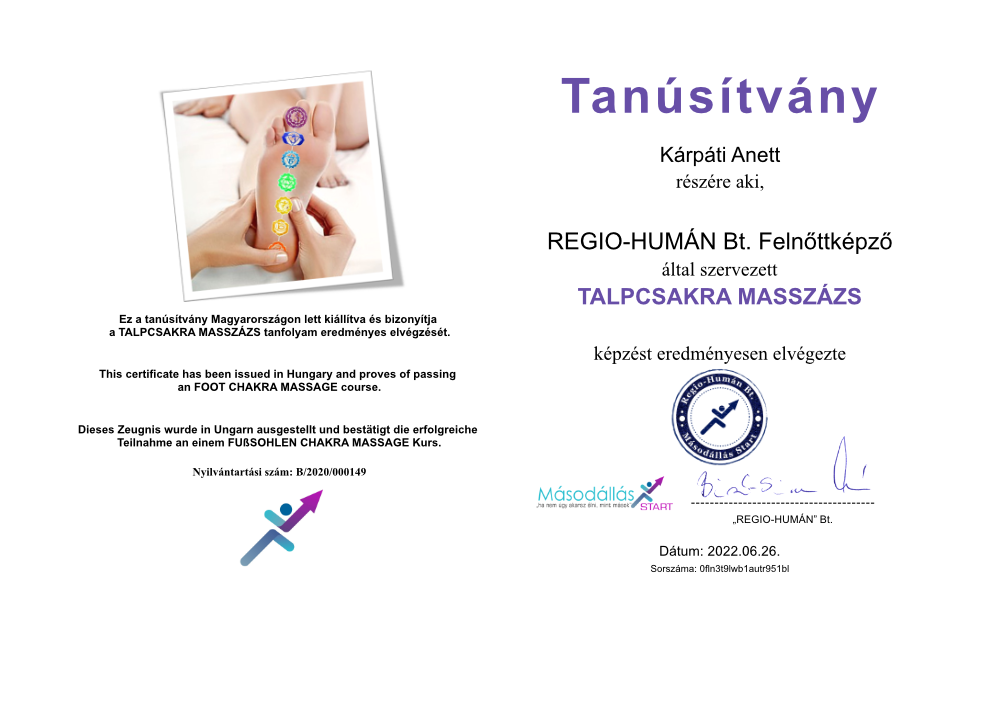 Ez a tanúsítvány Magyarországon lett kiállítva és bizonyítja
a TALPCSAKRA MASSZÁZS tanfolyam eredményes elvégzését.
This certificate has been issued in Hungary and proves of passing
an FOOT CHAKRA MASSAGE course.
Dieses Zeugnis wurde in Ungarn ausgestellt und bestätigt die erfolgreiche
Teilnahme an einem FUßSOHLEN CHAKRA MASSAGE Kurs.
Nyilvántartási szám: B/2020/000149
Tanúsítvány
Kárpáti Anett
részére aki,
REGIO-HUMÁN Bt. Felnőttképző
által szervezett
TALPCSAKRA MASSZÁZS
képzést eredményesen elvégezte
Regio-Humán Bt.
Másodállás Start
Másodállás
..ha nem úgy akarsz élni, mint mások
START
„REGIO-HUMÁN” Bt.
Dátum: 2022.06.26.
Sorszáma: 0fln3t9lwb1autr951bl